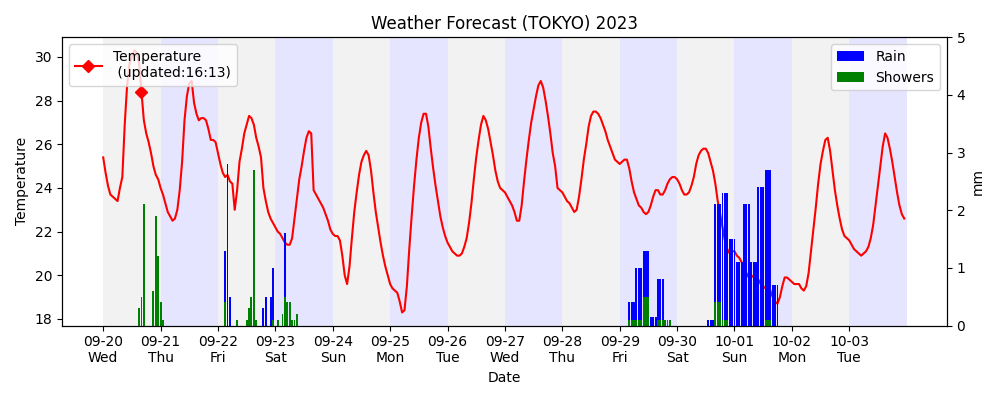 Weather Forecast (TOKYO) 2023
Temperature
(updated:16:13)
Rain
Showers
Temperature
30
28
26
24
22
20
18
5
4
3
2
1
0
mm
09-20 09-21 09-22 09-23 09-24 09-25 09-26 09-27 09-28 09-29 09-30 10-01 10-02 10-03
Wed Thu Fri Sat Sun Mon Tue Wed Thu Fri Sat Sun Mon Tue
Date